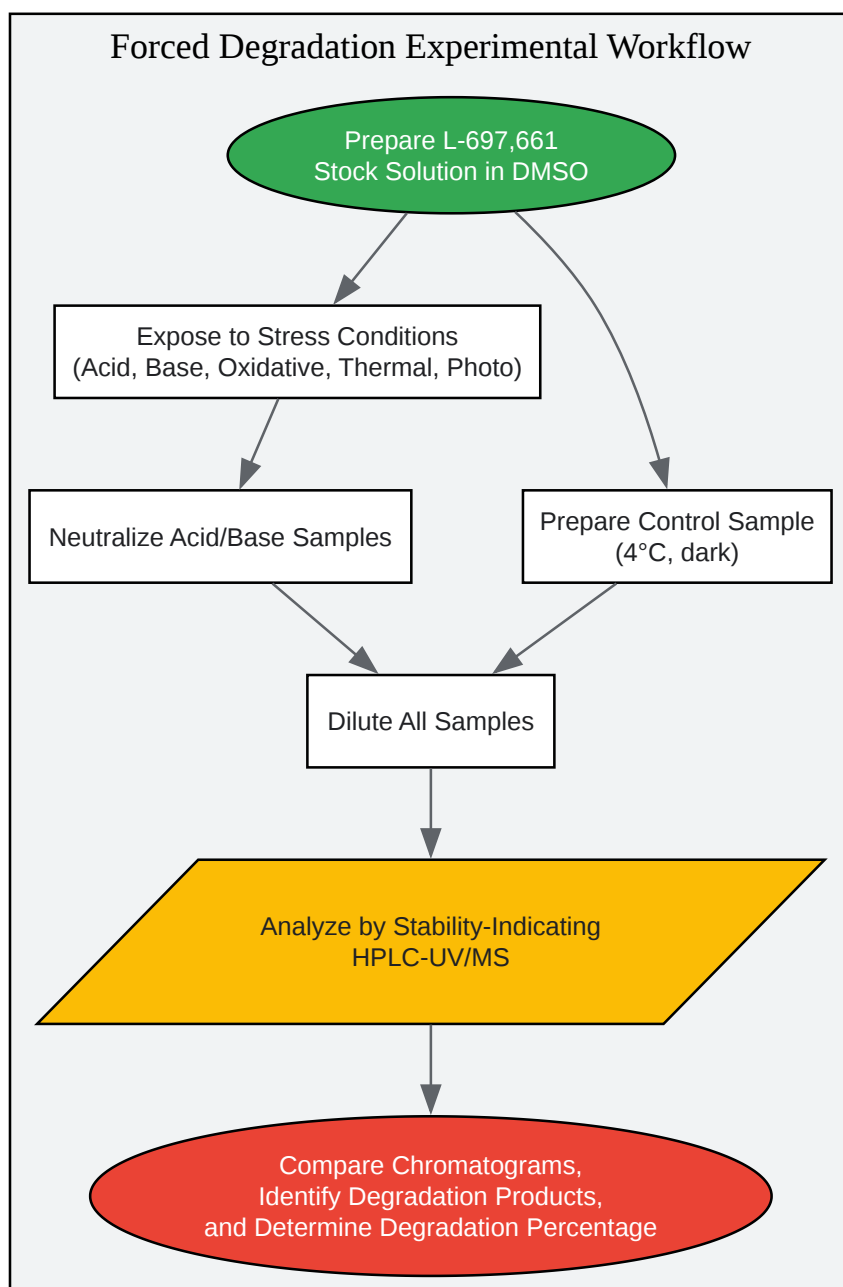 Forced Degradation Experimental Workflow
Prepare L-697,661
Stock Solution in DMSO
Expose to Stress Conditions
(Acid, Base, Oxidative, Thermal, Photo)
Neutralize Acid/Base Samples
Prepare Control Sample
(4°C, dark)
Dilute All Samples
Analyze by Stability-Indicating
HPLC-UV/MS
Compare Chromatograms,
Identify Degradation Products,
and Determine Degradation Percentage